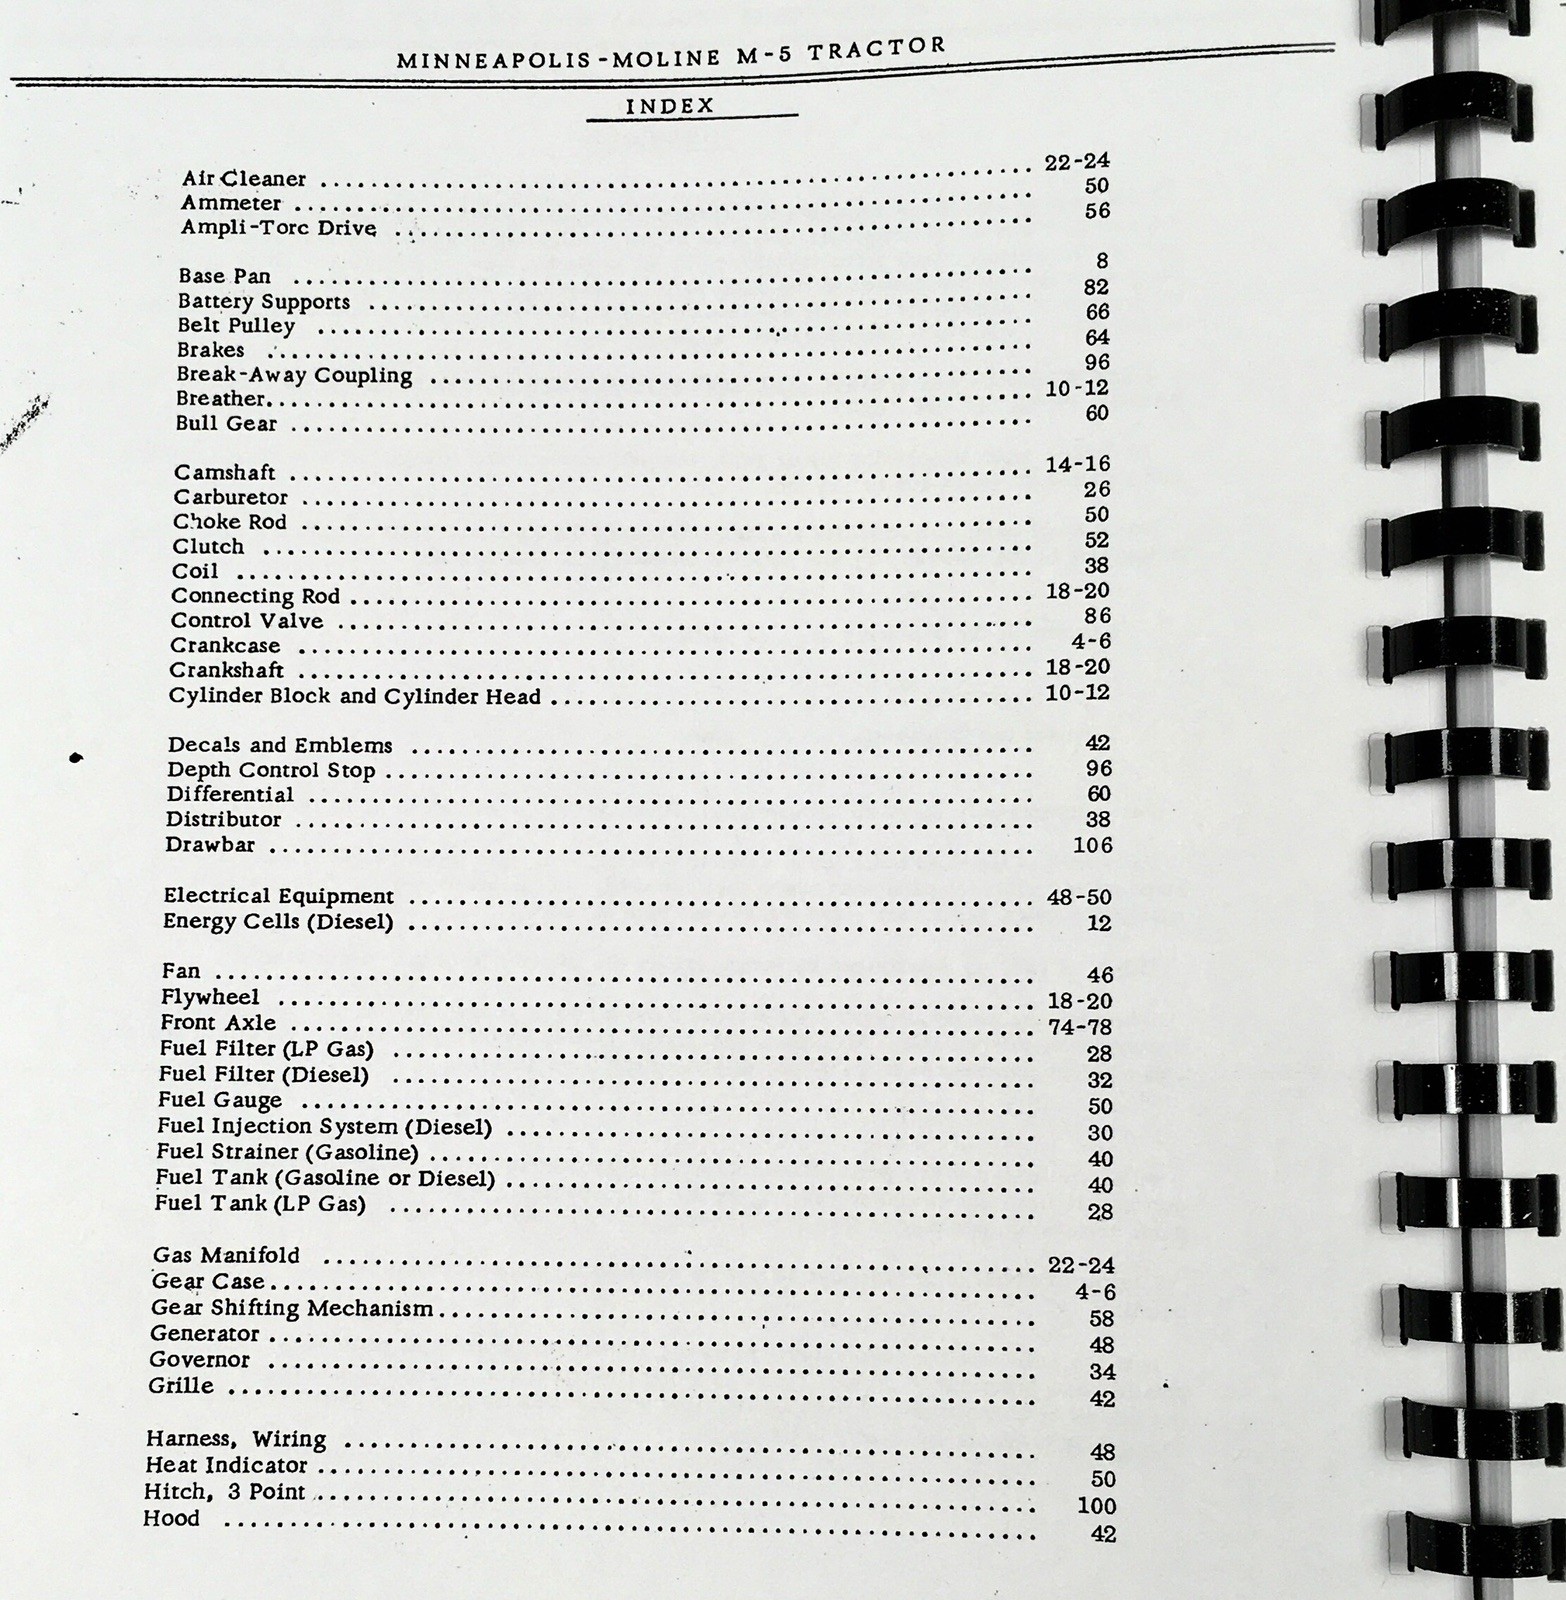 MINNEAPOLIS-MOLINE M-5 TRACTOR
INDEX
Air Cleaner .......... 22-24
Ammeter .......... 50
Ampli-Torc Drive .......... 56
Base Pan .......... 8
Battery Supports .......... 82
Belt Pulley .......... 66
Brakes .......... 64
Break-Away Coupling .......... 96
Breather .......... 10-12
Bull Gear .......... 60
Camshaft .......... 14-16
Carburetor .......... 26
Choke Rod .......... 50
Clutch .......... 52
Coil .......... 38
Connecting Rod .......... 18-20
Control Valve .......... 86
Crankcase .......... 4-6
Crankshaft .......... 18-20
Cylinder Block and Cylinder Head .......... 10-12
Decals and Emblems .......... 42
Depth Control Stop .......... 96
Differential .......... 60
Distributor .......... 38
Drawbar .......... 106
Electrical Equipment .......... 48-50
Energy Cells (Diesel) .......... 12
Fan .......... 46
Flywheel .......... 18-20
Front Axle .......... 74-78
Fuel Filter (LP Gas) .......... 28
Fuel Filter (Diesel) .......... 32
Fuel Gauge .......... 50
Fuel Injection System (Diesel) .......... 30
Fuel Strainer (Gasoline) .......... 40
Fuel Tank (Gasoline or Diesel) .......... 40
Fuel Tank (LP Gas) .......... 28
Gas Manifold .......... 22-24
Gear Case .......... 4-6
Gear Shifting Mechanism .......... 58
Generator .......... 48
Governor .......... 34
Grille .......... 42
Harness, Wiring .......... 48
Heat Indicator .......... 50
Hitch, 3 Point .......... 100
Hood .......... 42